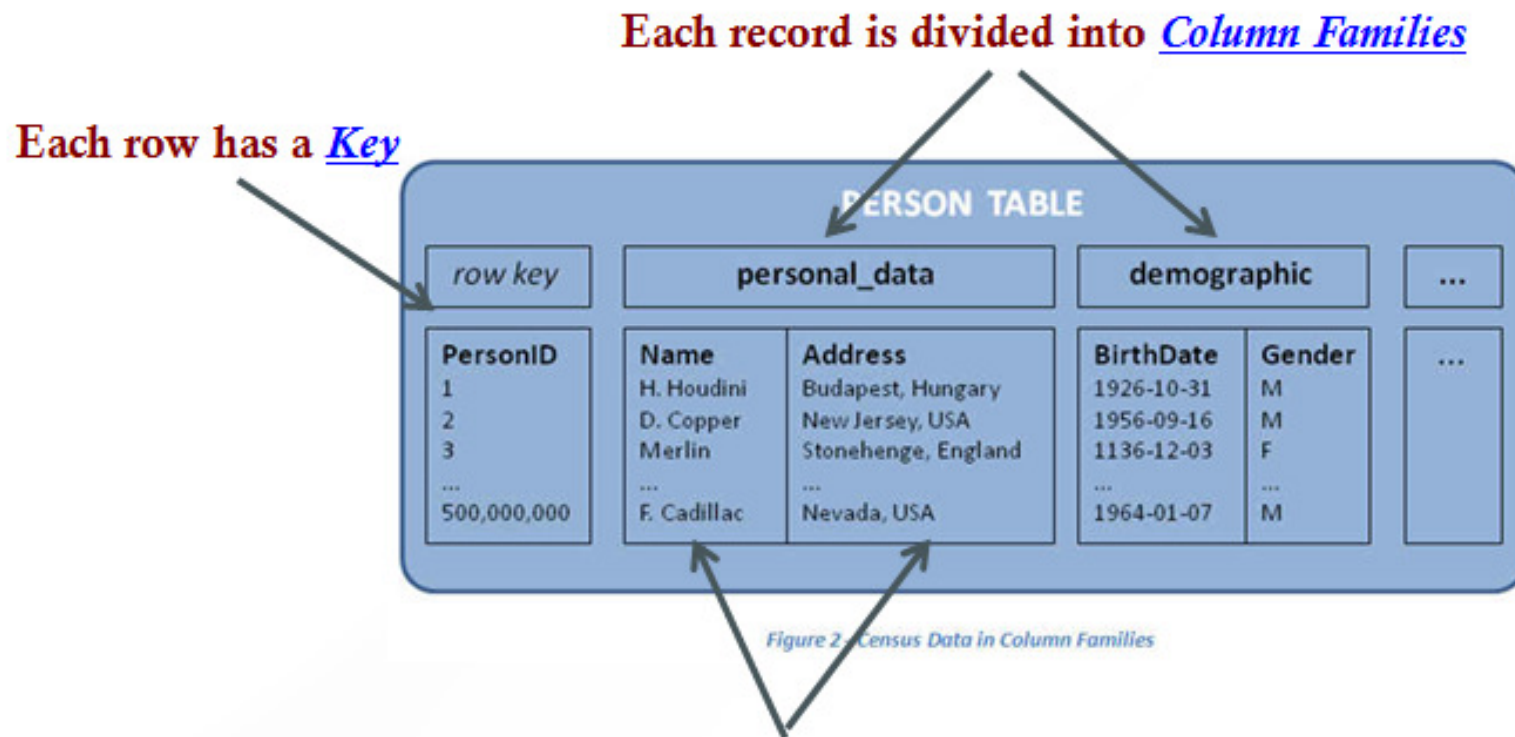 Each record is divided into Column Families
Each row has a Key
PERSON TABLE
row key personal_data demographic ...
PersonID Name Address BirthDate Gender ...
1 H. Houdini Budapest, Hungary 1926-10-31 M
2 D. Copper New Jersey, USA 1956-09-16 M
3 Merlin Stonehenge, England 1136-12-03 F
... ... ... ... ...
500,000,000 F. Cadillac Nevada, USA 1964-01-07 M
Figure 2- Census Data in Column Families